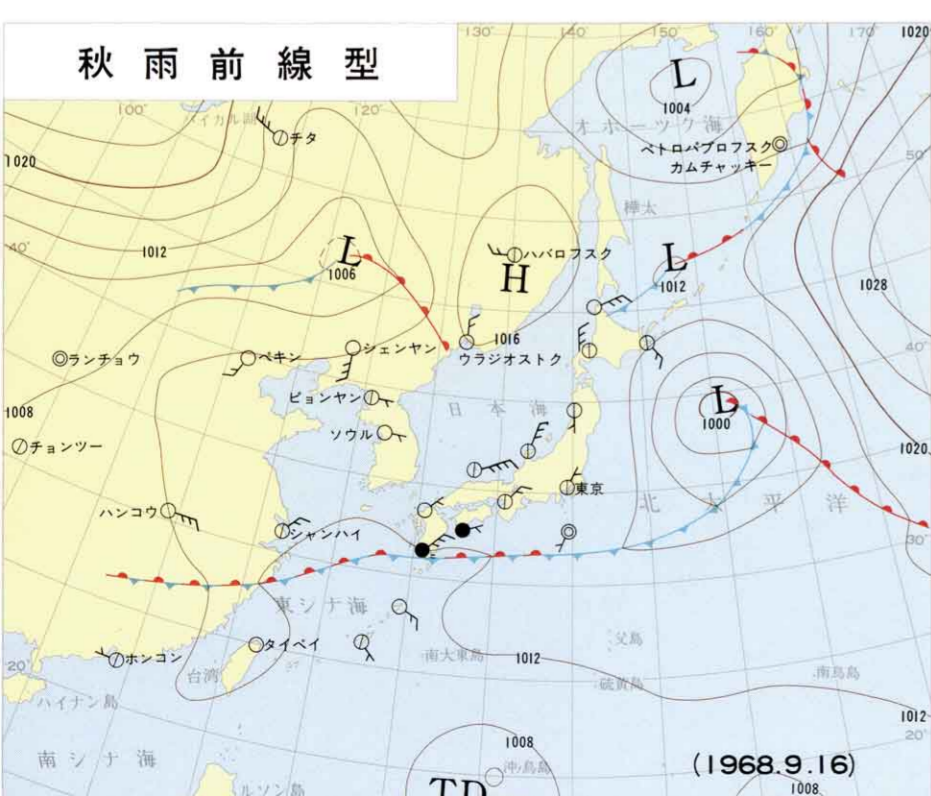 秋雨前線型
130°
140°
150°
160°
170°
1020
L
1004
100°
バイカル湖
120°
チタ
オホーツク海
ペトロパブロフスク
カムチャッキー
1020
50°
樺太
40°
1012
L
1006
ハバロフスク
H
L
1012
1028
1016
ウラジオストク
シェンヤン
ペキン
ランチョウ
40°
ピョンヤン
日本海
L
1000
1008
ソウル
チョンツー
1020
東京
北太平洋
ハンコウ
シャンハイ
30°
東シナ海
タイペイ
父島
南大東島
1012
ホンコン
20°
台湾
硫黄島
南鳥島
ハイナン島
1012
20°
1008
南シナ海
沖ノ鳥島
(1968.9.16)
TD
ルソン島
1008